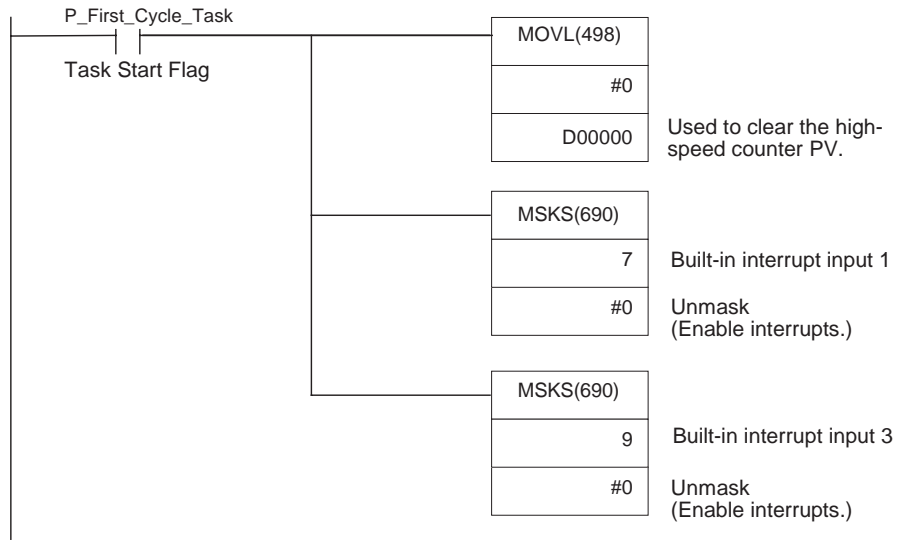 P_First_Cycle_Task
Task Start Flag
MOVL(498)
#0
D00000
Used to clear the high-
speed counter PV.
MSKS(690)
7
Built-in interrupt input 1
#0
Unmask
(Enable interrupts.)
MSKS(690)
9
Built-in interrupt input 3
#0
Unmask
(Enable interrupts.)